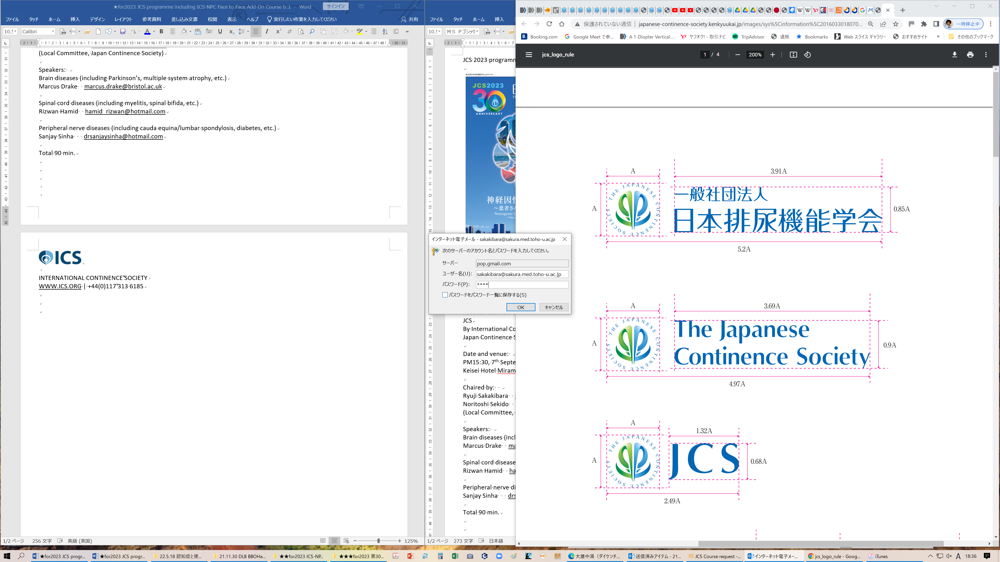 ★for2023 JCS programme including ICS-NPC Face to Face Add-On Course b:1 - Word
サインイン
ファイル タッチ ホーム 挿入 デザイン レイアウト 参考資料 差し込み文書 校閲 表示 ヘルプ 実行したい作業を入力してください 共有
Calibri
(Local Committee, Japan Continence Society)
Speakers:
Brain diseases (including Parkinson's, multiple system atrophy, etc.)
Marcus Drake marcus.drake@bristol.ac.uk
Spinal cord diseases (including myelitis, spinal bifida, etc.)
Rizwan Hamid hamid_rizwan@hotmail.com
Peripheral nerve diseases (including cauda equina/lumbar spondylosis, diabetes, etc.)
Sanjay Sinha drsanjaysinha@hotmail.com
Total 90 min.
ICS
INTERNATIONAL CONTINENCE SOCIETY
WWW.ICS.ORG | +44(0)117 313 6185
1/2 ページ 256 文字 英語 (英国) 125%
ファイル タッチ ホーム 挿入
10.5 ＭＳ Ｐゴシック
JCS 2023 programm
JCS2023
30th
ANNIVERSARY
神経因性
～患者さん
Neurogenic L
JCS
By International Co
Japan Continence S
Date and venue:
PM15:30, 7th Septe
Keisei Hotel Miram
Chaired by:
Ryuji Sakakibara
Noritoshi Sekido
(Local Committee,
Speakers:
Brain diseases (incl
Marcus Drake ma
Spinal cord disease
Rizwan Hamid ha
Peripheral nerve di
Sanjay Sinha drs
Total 90 min.
1/2 ページ 273 文字 日本語
インターネット電子メール - sakakibara@sakura.med.toho-u.ac.jp
次のサーバーのアカウント名とパスワードを入力してください。
サーバー pop.gmail.com
ユーザー名(U): sakakibara@sakura.med.toho-u.ac.jp
パスワード(P): ****
パスワードをパスワード一覧に保存する(S)
OK キャンセル
保護されていない通信 japanese-continence-society.kenkyuukai.jp/images/sys%5Cinformation%5C2016033018070... 一時停止中
Booking.com Google Meet で参... A 1-Diopter Vertical... ヤフオク! - 取引ナビ TripAdvisor 通販 Bookmarks Web スライス ギャラリー おすすめサイト » その他のブックマーク
jcs_logo_rule 1 / 4 200%
A 3.91A
THE JAPANESE CONTINENCE SOCIETY
一般社団法人
日本排尿機能学会
A 0.85A
5.2A
A 3.69A
THE JAPANESE CONTINENCE SOCIETY
The Japanese
Continence Society
A 0.9A
4.97A
A 1.32A
THE JAPANESE CONTINENCE SOCIETY
JCS
A 0.68A
2.49A
★for2023 JCS progr... ★for2023 JCS progr... 22.5.18 認知症と便... 21.11.30 DLB BBOHa... ★★for2023 ICS-NP... ★★★for2023 第30... 大建中湯（ダイケンチ... 送信済みアイテム - 21... JCS Course request -... インターネット電子メー... jcs_logo_rule - Goog... iTunes A 18:36